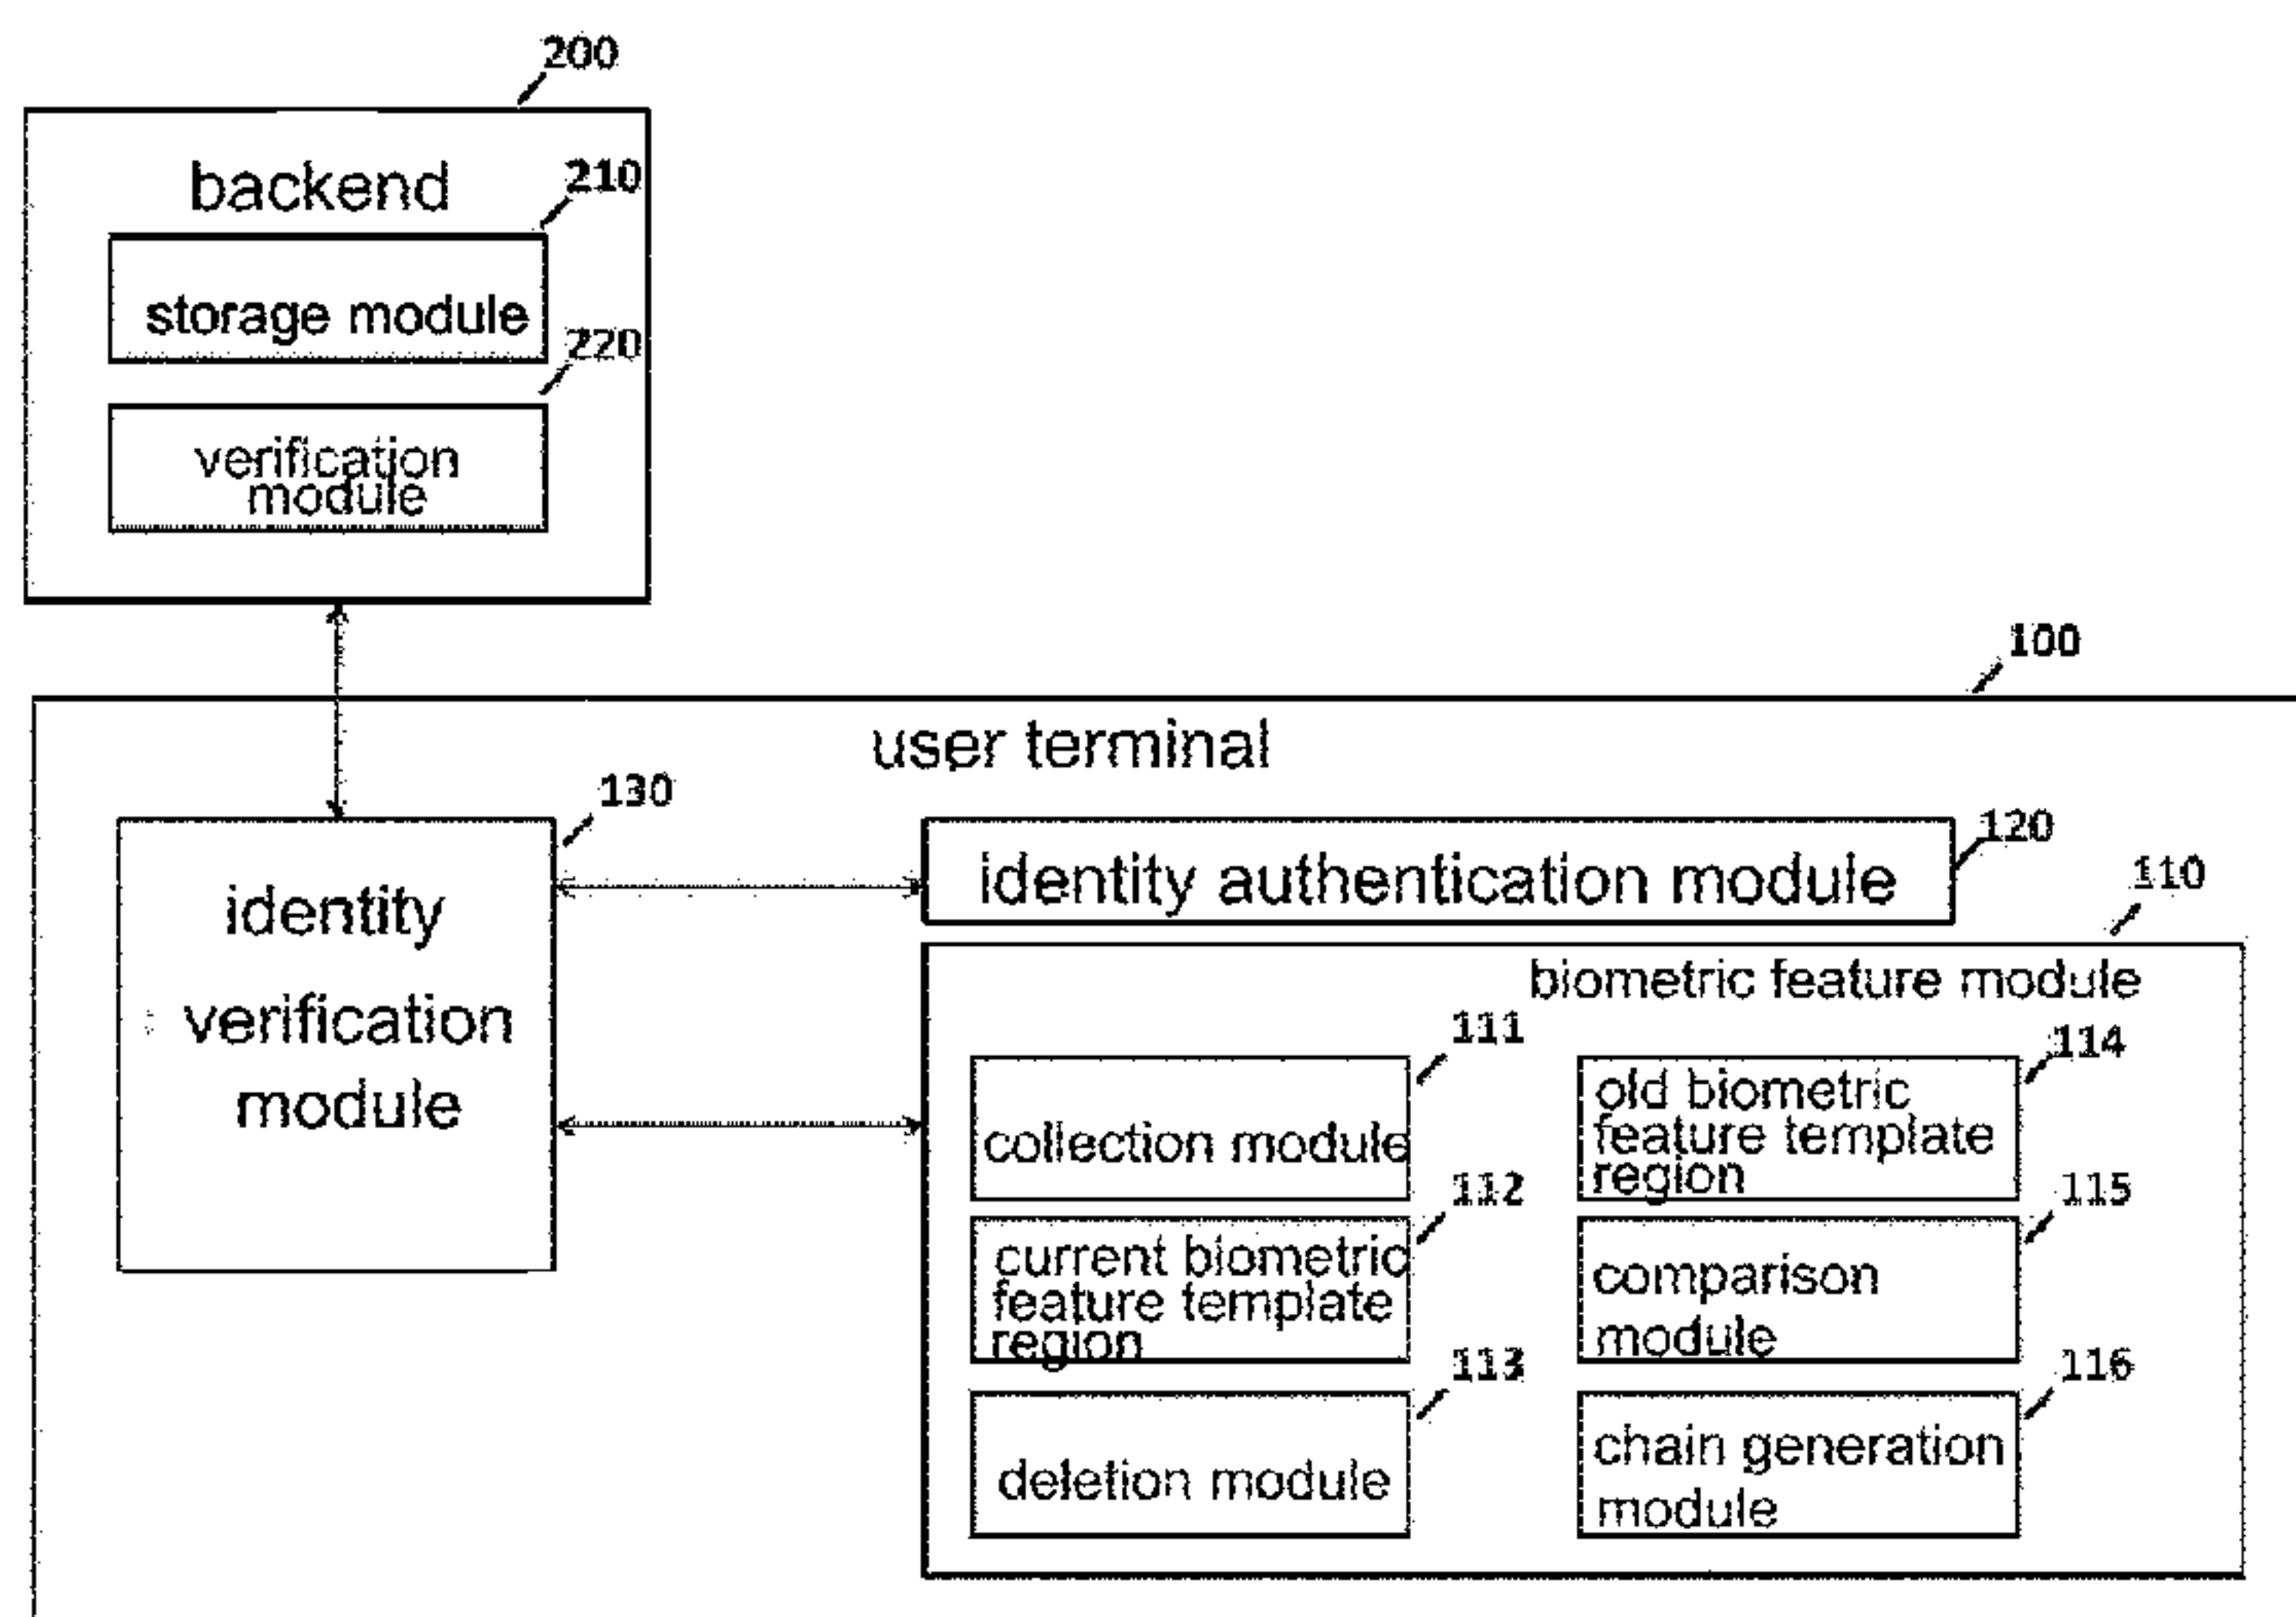 200
backend
210
storage module
220
verification
module
100
user terminal
130
identity
verification
module
120
identity authentication module
110
biometric feature module
111
collection module
114
old biometric
feature template
region
112
current biometric
feature template
region
115
comparison
module
113
deletion module
116
chain generation
module